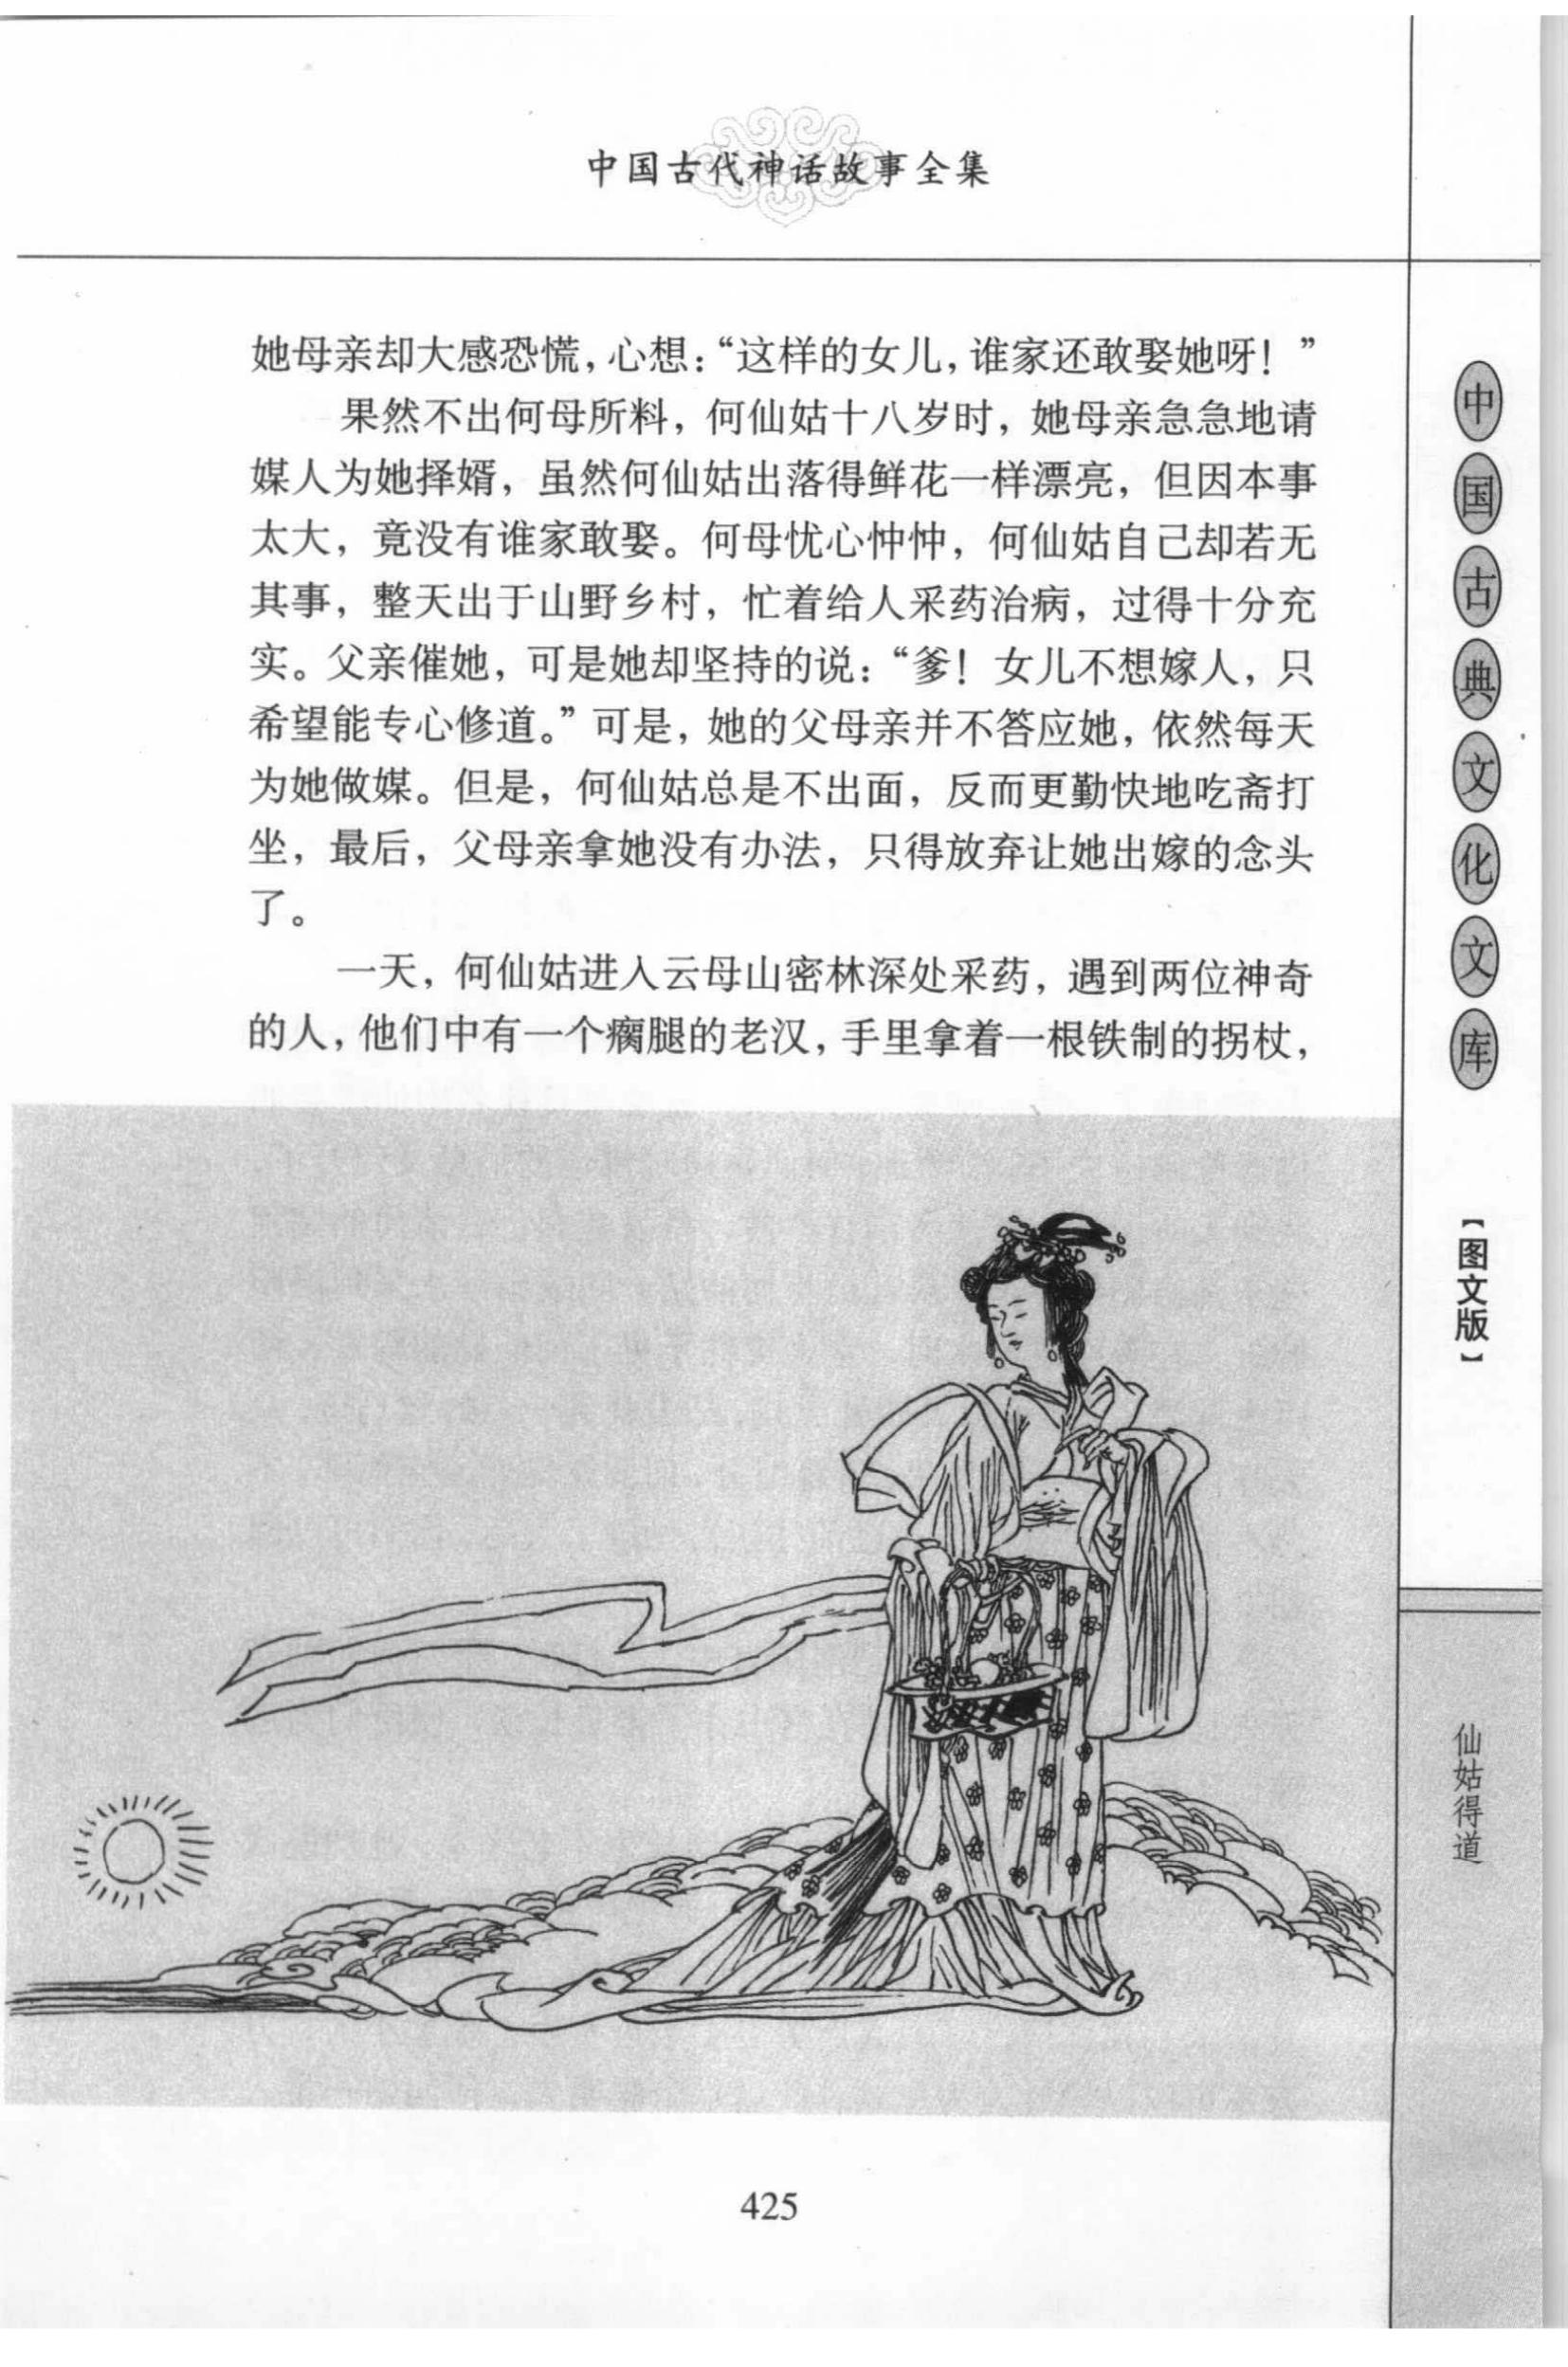 中国古代神话故事全集
她母亲却大感恐慌，心想：“这样的女儿，谁家还敢娶她呀！”
果然不出何母所料，何仙姑十八岁时，她母亲急急地请
媒人为她择婿，虽然何仙姑出落得鲜花一样漂亮，但因本事
太大，竟没有谁家敢娶。何母忧心忡忡，何仙姑自己却若无
其事，整天出于山野乡村，忙着给人采药治病，过得十分充
实。父亲催她，可是她却坚持的说：“爹！女儿不想嫁人，只
希望能专心修道。”可是，她的父母亲并不答应她，依然每天
为她做媒。但是，何仙姑总是不出面，反而更勤快地吃斋打
坐，最后，父母亲拿她没有办法，只得放弃让她出嫁的念头
了。
一天，何仙姑进入云母山密林深处采药，遇到两位神奇
的人，他们中有一个瘸腿的老汉，手里拿着一根铁制的拐杖，
中国古典文化文库
【图文版】
仙姑得道
425